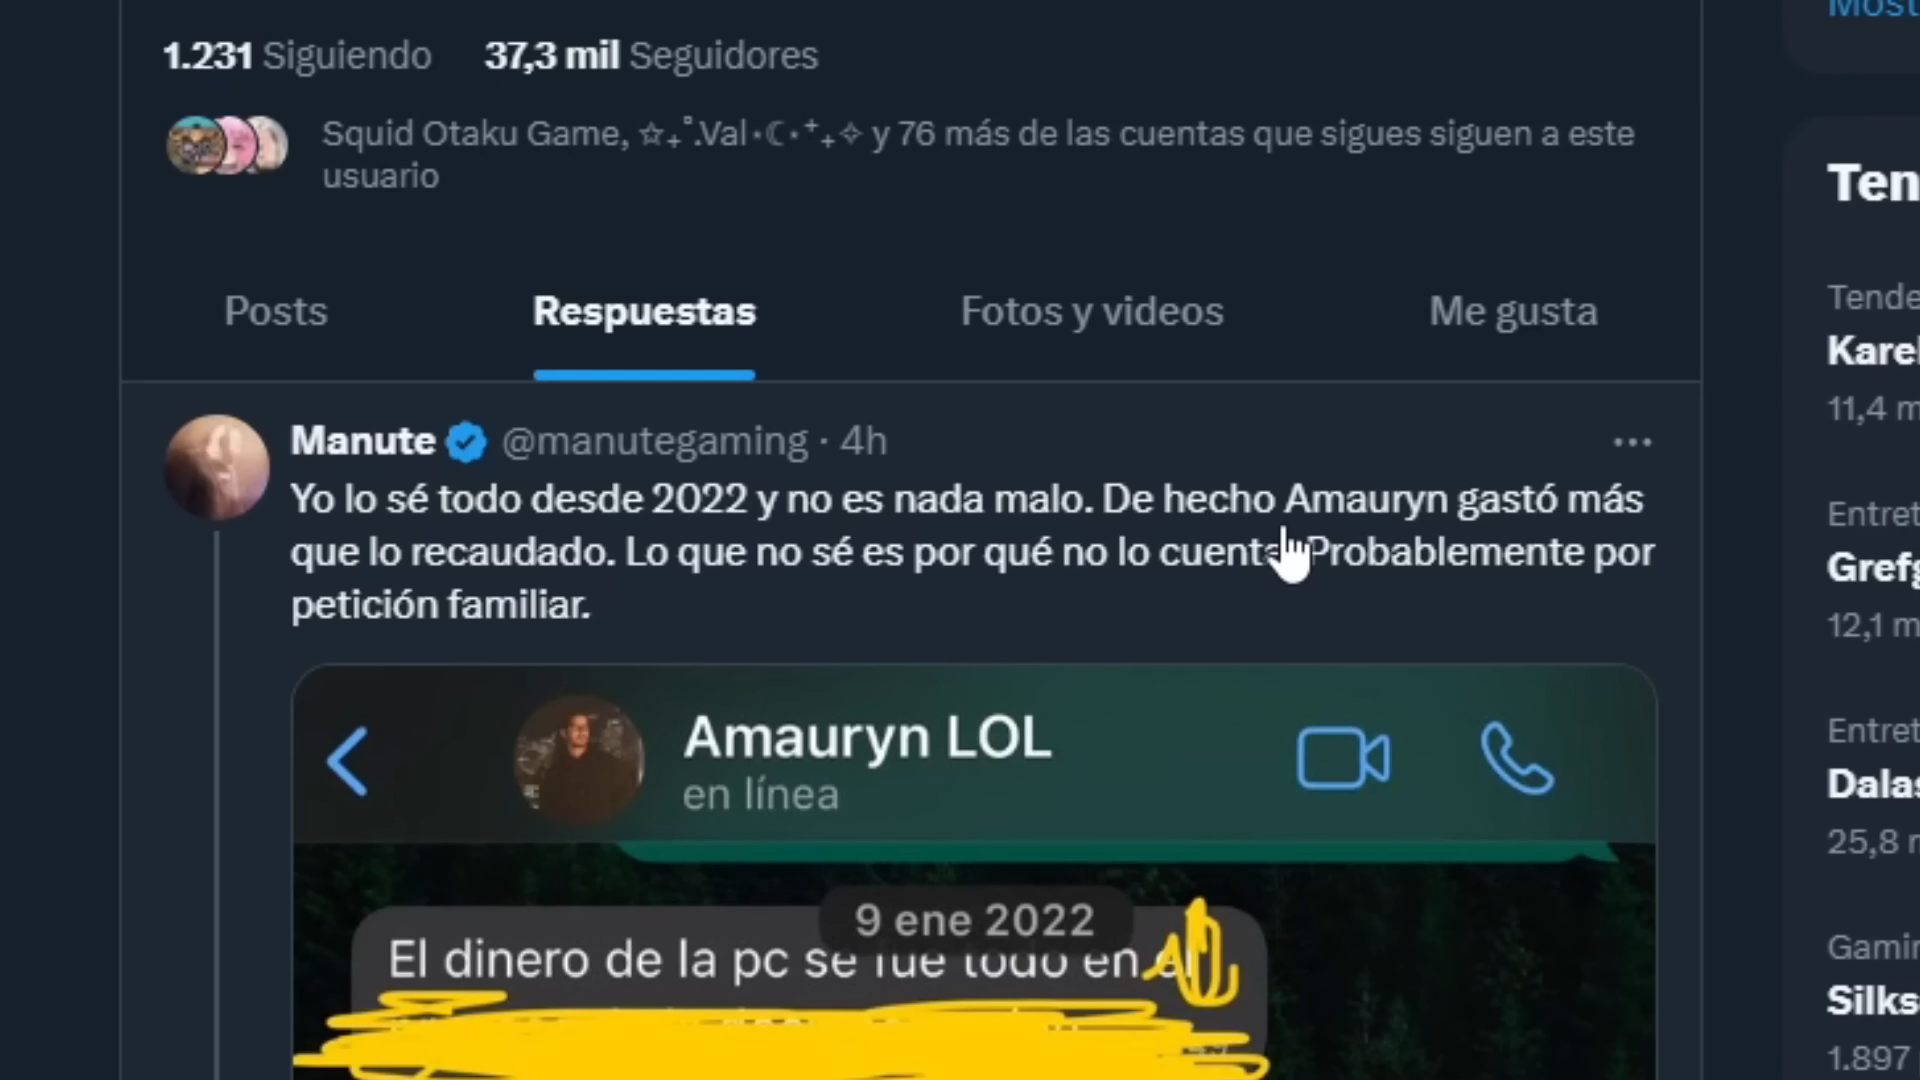 Most
1.231 Siguiendo 37,3 mil Seguidores
Squid Otaku Game, ☆₊˚.Val⋆☾⋆⁺₊✧ y 76 más de las cuentas que sigues siguen a este
usuario
Posts Respuestas Fotos y videos Me gusta
Manute @manutegaming · 4h
Yo lo sé todo desde 2022 y no es nada malo. De hecho Amauryn gastó más
que lo recaudado. Lo que no sé es por qué no lo cuenta Probablemente por
petición familiar.
Amauryn LOL
en línea
9 ene 2022
El dinero de la pc se fue todo en el
Ten
Tende
Karel
11,4 m
Entret
Grefg
12,1 m
Entret
Dalas
25,8 m
Gamin
Silks
1.897